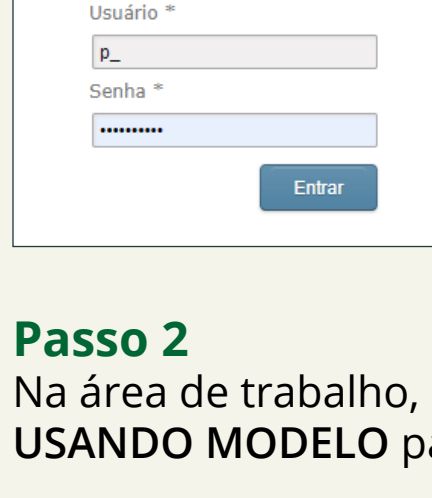 Usuário *
p_
Senha *
••••••••••
Entrar
Passo 2
Na área de trabalho,
USANDO MODELO